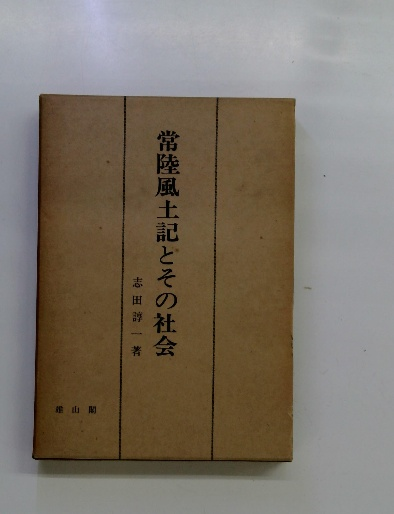 常陸風土記とその社会
志田諄一著
雄山閣